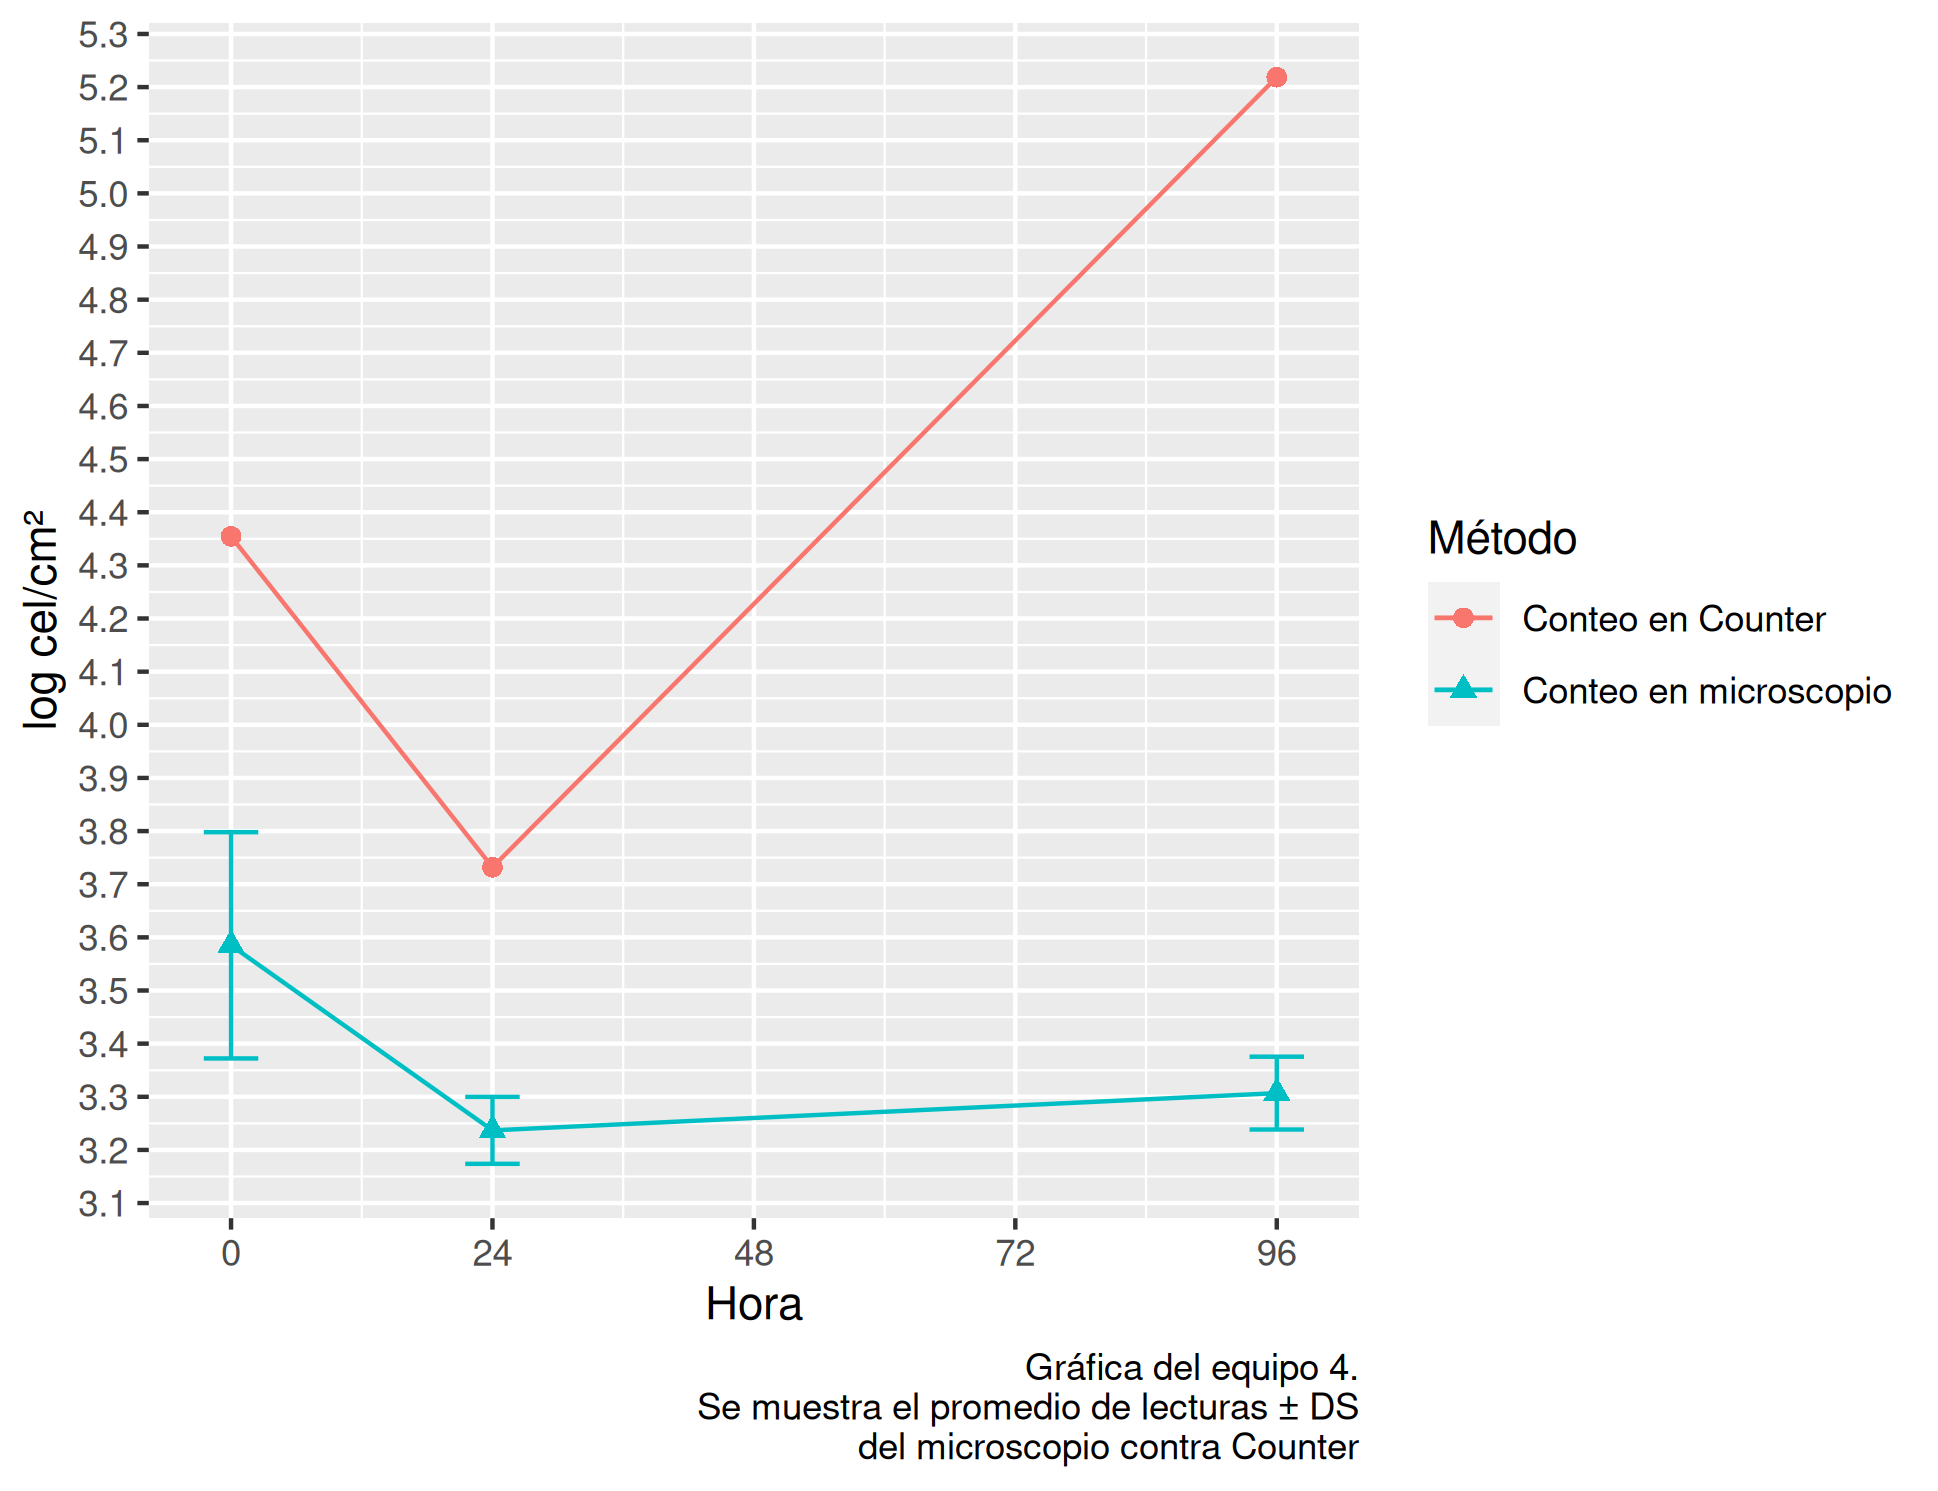 5.3
5.2
5.1
5.0
4.9
4.8
4.7
4.6
4.5
4.4
4.3
4.2
4.1
4.0
3.9
3.8
3.7
3.6
3.5
3.4
3.3
3.2
3.1
log cel/cm²
0 24 48 72 96
Hora
Método
Conteo en Counter
Conteo en microscopio
Gráfica del equipo 4.
Se muestra el promedio de lecturas ± DS
del microscopio contra Counter